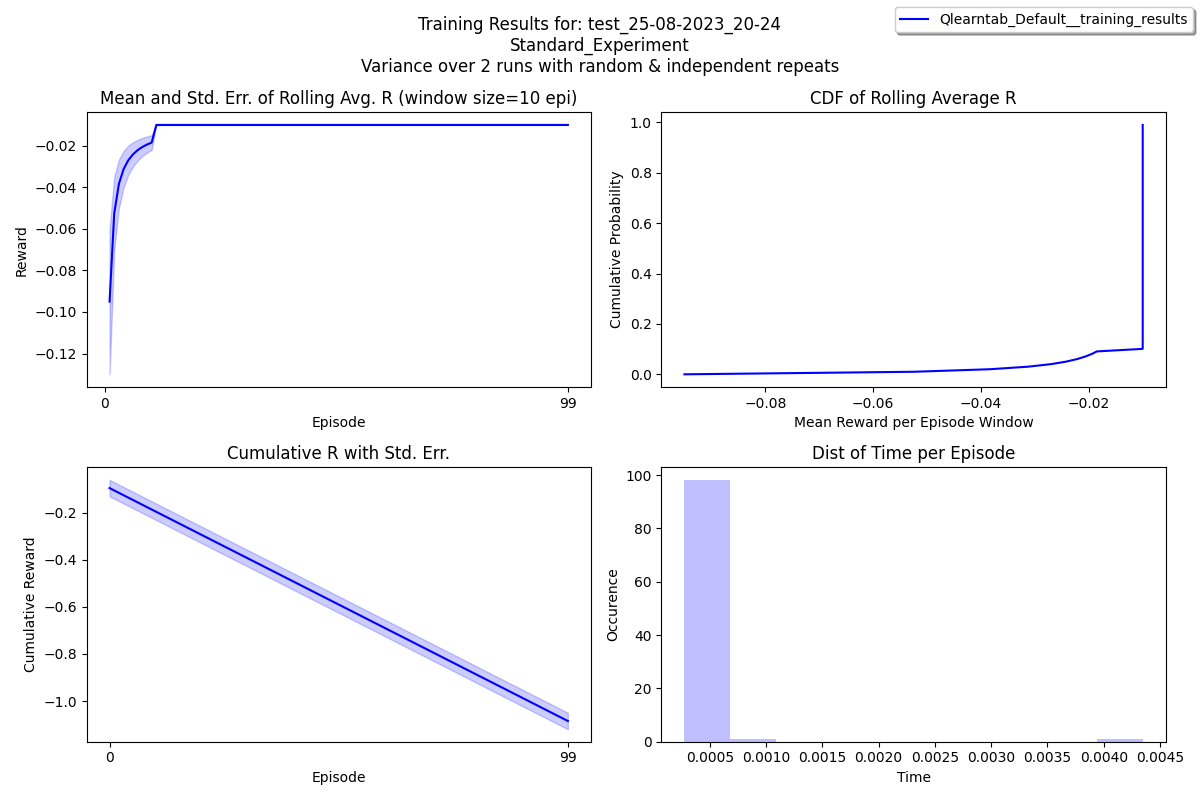 Training Results for: test_25-08-2023_20-24
Standard_Experiment
Variance over 2 runs with random & independent repeats
Qlearntab_Default__training_results
Mean and Std. Err. of Rolling Avg. R (window size=10 epi)
Reward
−0.02
−0.04
−0.06
−0.08
−0.10
−0.12
0 99
Episode
CDF of Rolling Average R
Cumulative Probability
1.0
0.8
0.6
0.4
0.2
0.0
−0.08 −0.06 −0.04 −0.02
Mean Reward per Episode Window
Cumulative R with Std. Err.
Cumulative Reward
−0.2
−0.4
−0.6
−0.8
−1.0
0 99
Episode
Dist of Time per Episode
Occurence
100
80
60
40
20
0
0.0005 0.0010 0.0015 0.0020 0.0025 0.0030 0.0035 0.0040 0.0045
Time